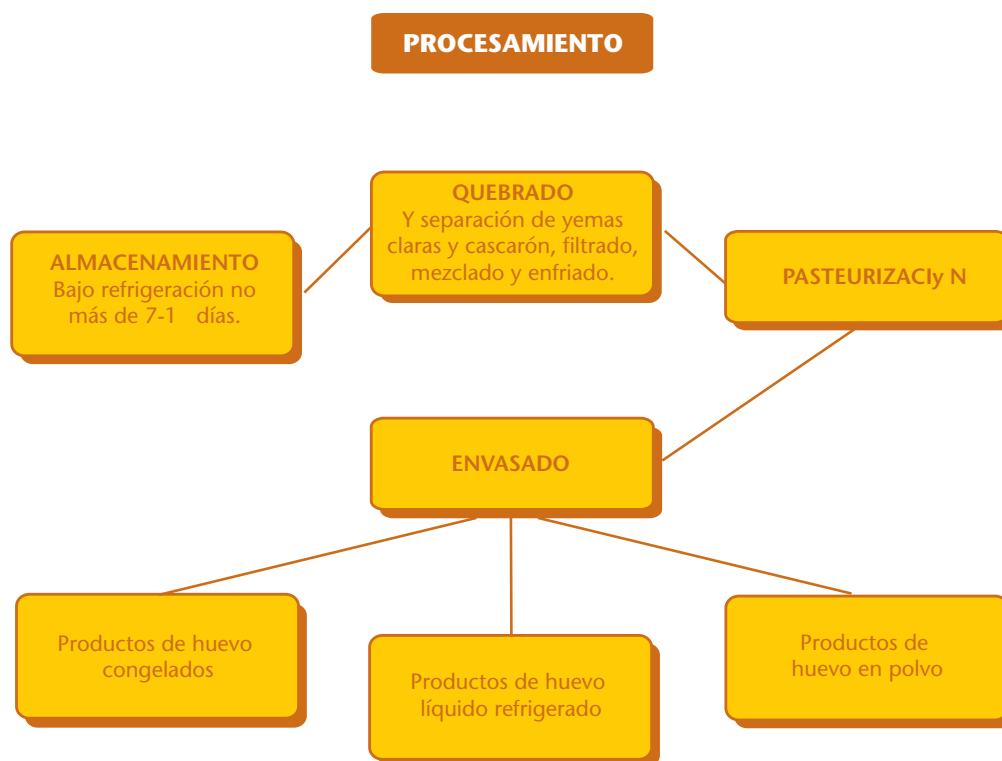 PROCESAMIENTO
ALMACENAMIENTO
Bajo refrigeración no
más de 7-1 días.
QUEBRADO
Y separación de yemas
claras y cascarón, filtrado,
mezclado y enfriado.
PASTEURIZACIy N
ENVASADO
Productos de huevo
congelados
Productos de huevo
líquido refrigerado
Productos de
huevo en polvo